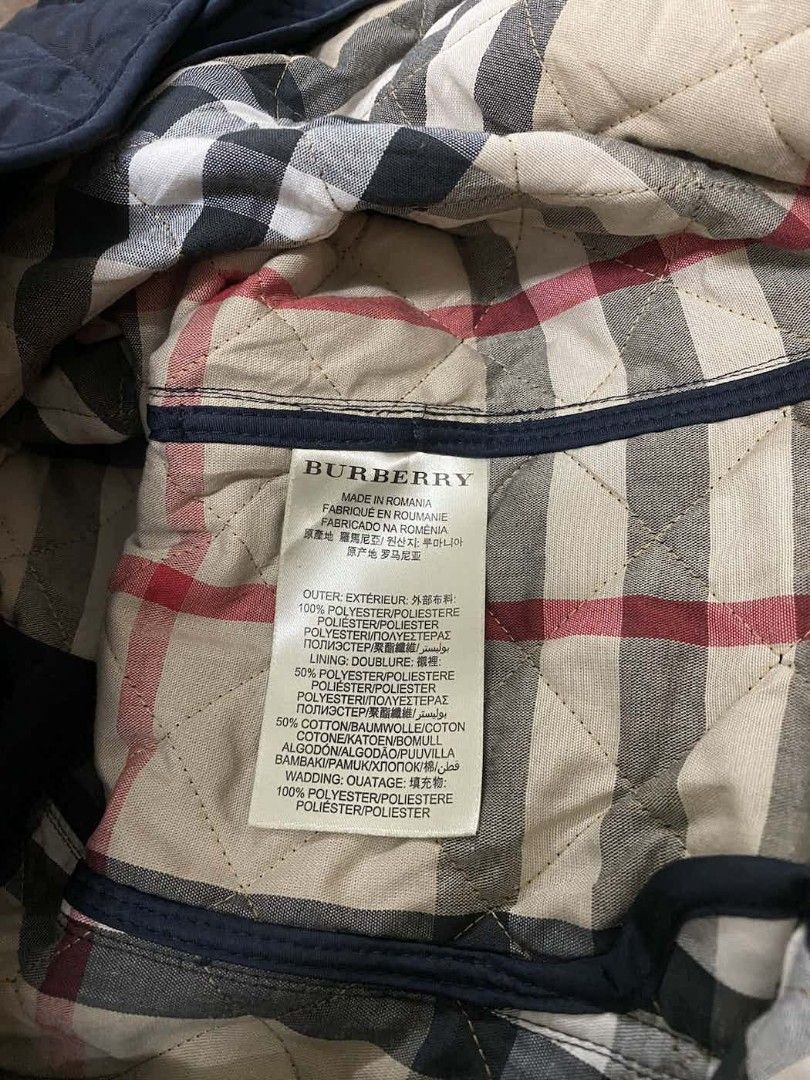 BURBERRY
MADE IN ROMANIA
FABRIQUÉ EN ROUMANIE
FABRICADO NA ROMÉNIA
原產地 羅馬尼亞/ 원산지: 루마니아
原产地 罗马尼亚
OUTER: EXTÉRIEUR: 外部布料:
100% POLYESTER/POLIESTERE
POLIÉSTER/POLIESTER
POLYESTERI/ΠΟΛΥΕΣΤΕΡΑΣ
ПОЛИЭСТЕР/聚酯纖維/بوليستر
LINING: DOUBLURE: 襯裡:
50% POLYESTER/POLIESTERE
POLIÉSTER/POLIESTER
POLYESTERI/ΠΟΛΥΕΣΤΕΡΑΣ
ПОЛИЭСТЕР/聚酯纖維/بوليستر
50% COTTON/BAUMWOLLE/COTON
COTONE/KATOEN/BOMULL
ALGODÓN/ALGODÃO/PUUVILLA
BAMBAKI/PAMUK/ХЛОПОК/棉/قطن
WADDING: OUATAGE: 填充物:
100% POLYESTER/POLIESTERE
POLIÉSTER/POLIESTER